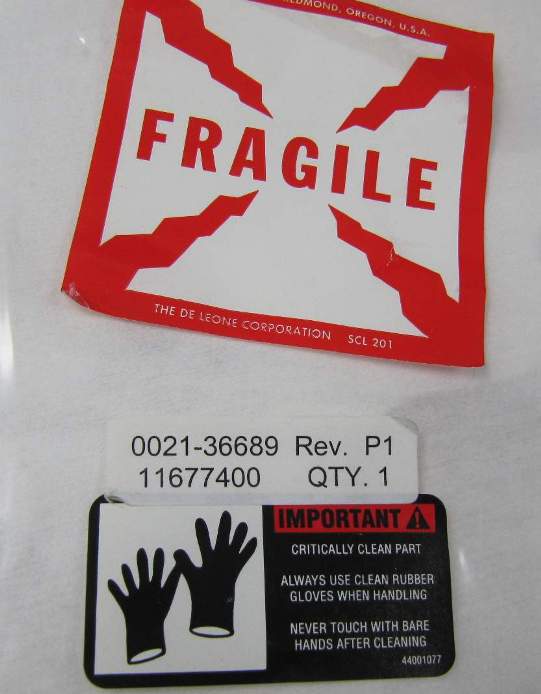 REDMOND, OREGON, U.S.A.
FRAGILE
THE DE LEONE CORPORATION SCL 201
0021-36689 Rev. P1
11677400 QTY. 1
IMPORTANT
CRITICALLY CLEAN PART
ALWAYS USE CLEAN RUBBER
GLOVES WHEN HANDLING
NEVER TOUCH WITH BARE
HANDS AFTER CLEANING
44001077